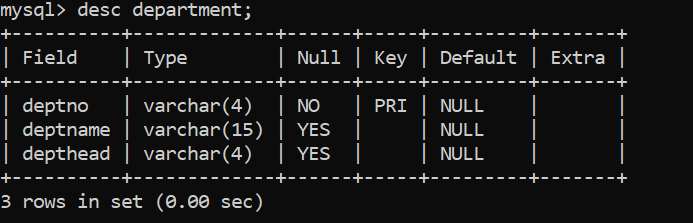 mysql> desc department;
+----------+-------------+------+-----+---------+-------+
| Field    | Type        | Null | Key | Default | Extra |
+----------+-------------+------+-----+---------+-------+
| deptno   | varchar(4)  | NO   | PRI | NULL    |       |
| deptname | varchar(15) | YES  |     | NULL    |       |
| depthead | varchar(4)  | YES  |     | NULL    |       |
+----------+-------------+------+-----+---------+-------+
3 rows in set (0.00 sec)